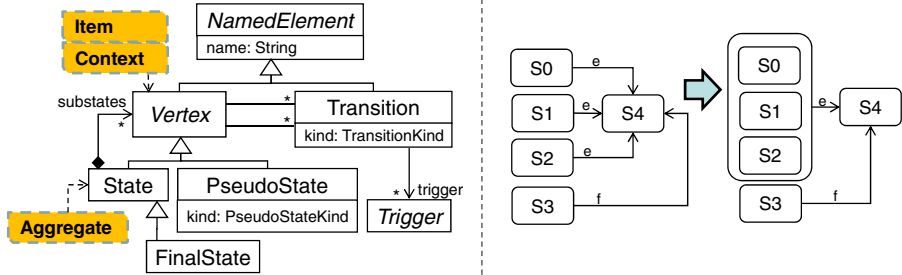 Item
Context
NamedElement
name: String
substates
*
Vertex
*
*
Transition
kind: TransitionKind
State
PseudoState
kind: PseudoStateKind
*
trigger
Trigger
Aggregate
FinalState
S0
e
S1
e
S4
S2
e
S3
f
S0
S1
S2
e
S4
S3
f